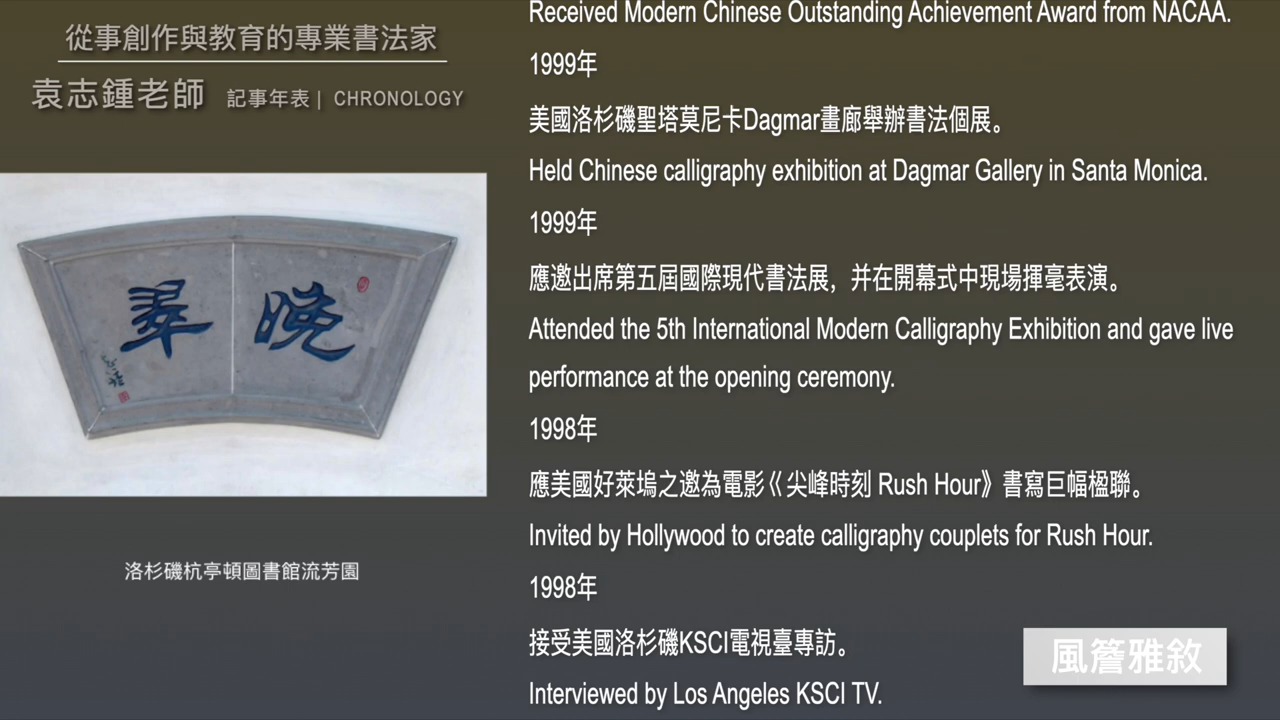 從事創作與教育的專業書法家
袁志鍾老師 記事年表 | CHRONOLOGY
晚翠
洛杉磯杭亭頓圖書館流芳園
Received Modern Chinese Outstanding Achievement Award from NACAA.
1999年
美國洛杉磯聖塔莫尼卡Dagmar畫廊舉辦書法個展。
Held Chinese calligraphy exhibition at Dagmar Gallery in Santa Monica.
1999年
應邀出席第五屆國際現代書法展，并在開幕式中現場揮毫表演。
Attended the 5th International Modern Calligraphy Exhibition and gave live
performance at the opening ceremony.
1998年
應美國好萊塢之邀為電影《尖峰時刻 Rush Hour》書寫巨幅楹聯。
Invited by Hollywood to create calligraphy couplets for Rush Hour.
1998年
接受美國洛杉磯KSCI電視臺專訪。
Interviewed by Los Angeles KSCI TV.
風簷雅敘